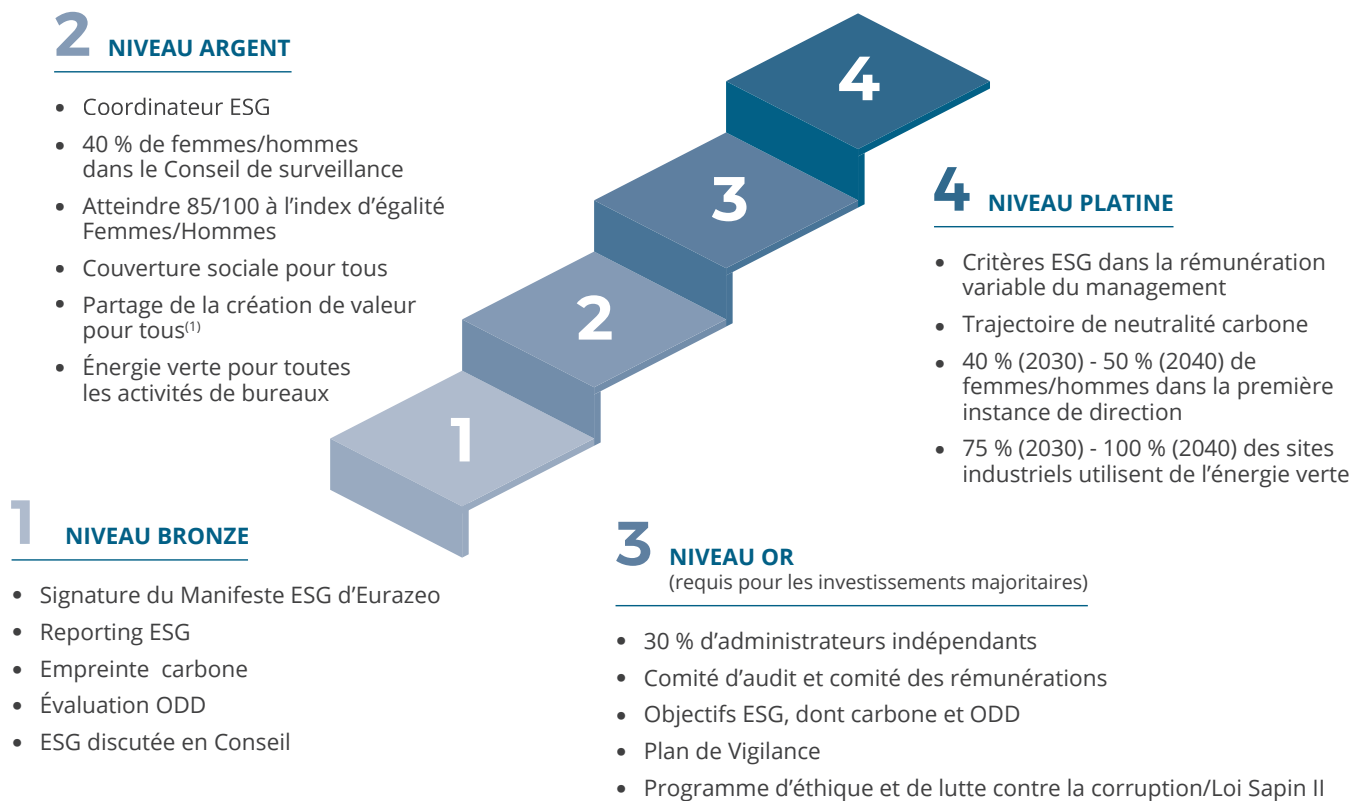 2 NIVEAU ARGENT
• Coordinateur ESG
• 40 % de femmes/hommes
dans le Conseil de surveillance
• Atteindre 85/100 à l'index d'égalité
Femmes/Hommes
• Couverture sociale pour tous
• Partage de la création de valeur
pour tous(1)
• Énergie verte pour toutes
les activités de bureaux
4
3
2
1
4 NIVEAU PLATINE
• Critères ESG dans la rémunération
variable du management
• Trajectoire de neutralité carbone
• 40 % (2030) - 50 % (2040) de
femmes/hommes dans la première
instance de direction
• 75 % (2030) - 100 % (2040) des sites
industriels utilisent de l'énergie verte
1 NIVEAU BRONZE
• Signature du Manifeste ESG d'Eurazeo
• Reporting ESG
• Empreinte carbone
• Évaluation ODD
• ESG discutée en Conseil
3 NIVEAU OR
(requis pour les investissements majoritaires)
• 30 % d'administrateurs indépendants
• Comité d'audit et comité des rémunérations
• Objectifs ESG, dont carbone et ODD
• Plan de Vigilance
• Programme d'éthique et de lutte contre la corruption/Loi Sapin II